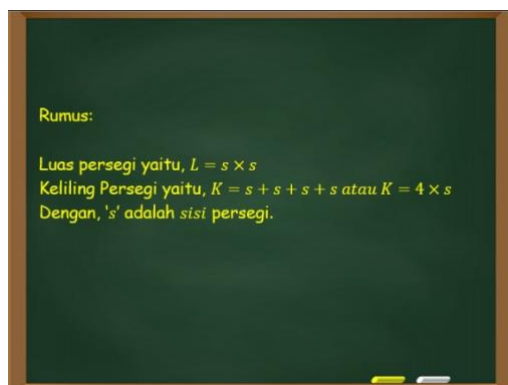 Rumus:
Luas persegi yaitu, L = s × s
Keliling Persegi yaitu, K = s + s + s + s atau K = 4 × s
Dengan, 's' adalah sisi persegi.